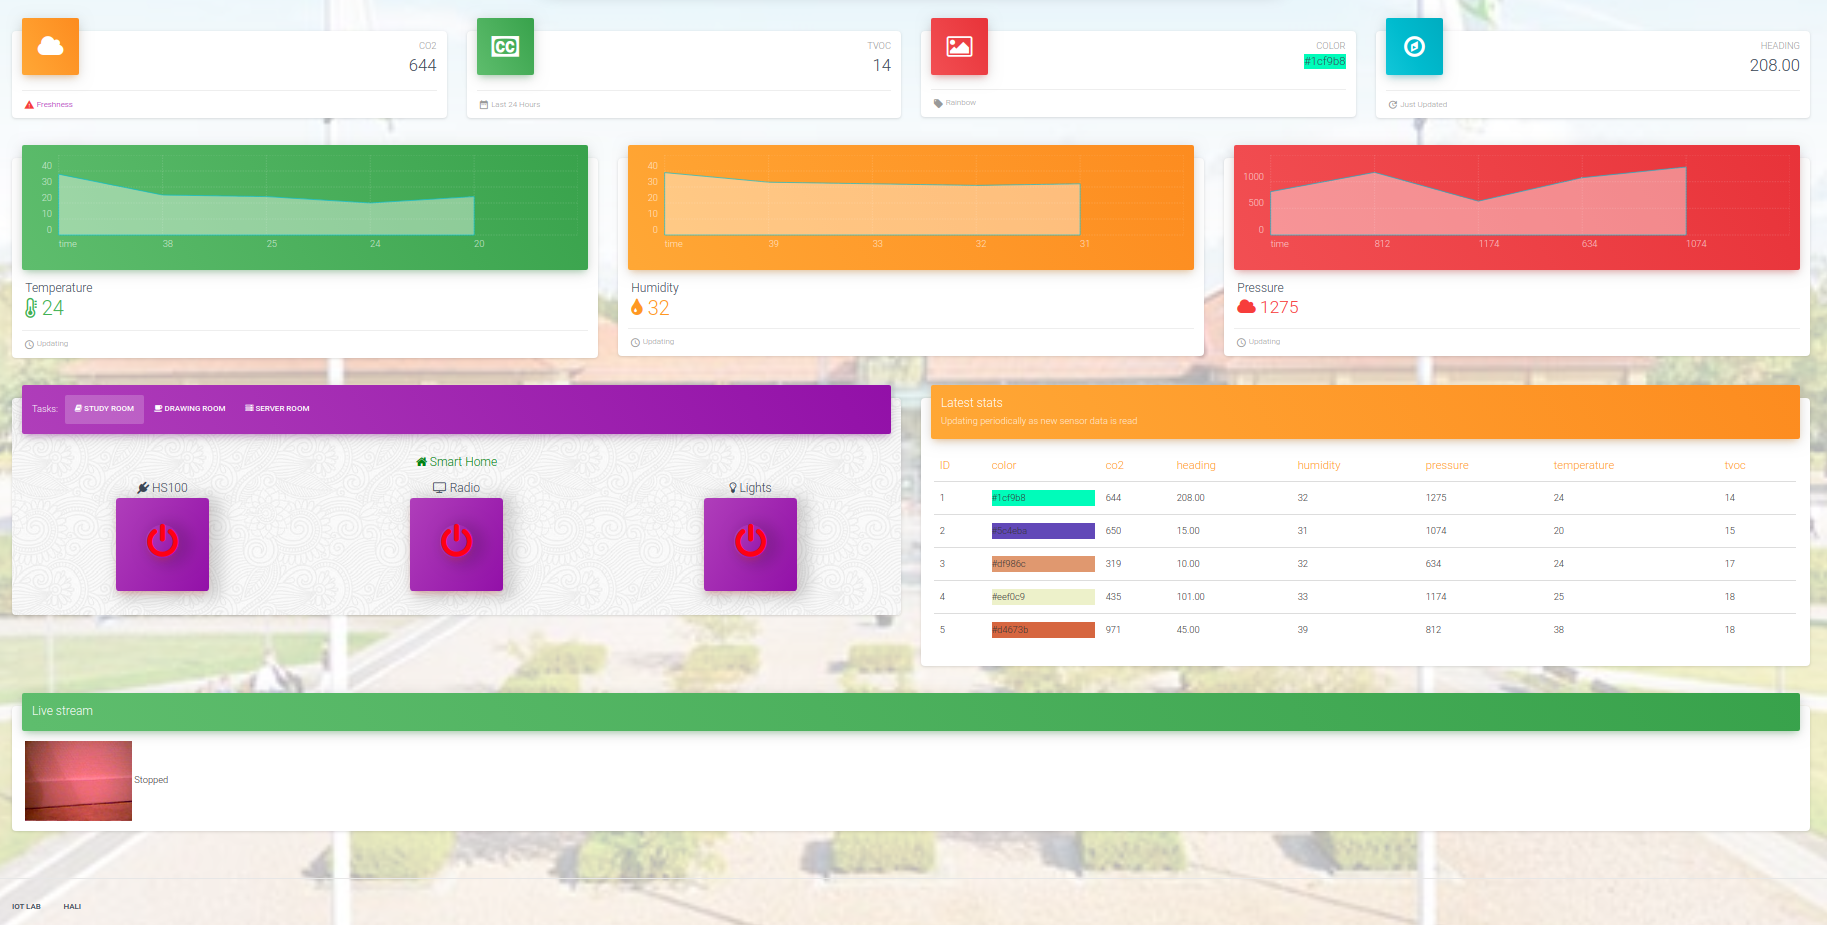 CO2
644
Freshness
TVOC
14
Last 24 Hours
COLOR
#1cf9b8
Rainbow
HEADING
208.00
Just Updated
40
30
20
10
0
time 38 25 24 20
Temperature
24
Updating
40
30
20
10
0
time 39 33 32 31
Humidity
32
Updating
1000
500
0
time 812 1174 634 1074
Pressure
1275
Updating
Tasks: STUDY ROOM DRAWING ROOM SERVER ROOM
Smart Home
HS100 Radio Lights
Latest stats
Updating periodically as new sensor data is read
ID color co2 heading humidity pressure temperature tvoc
1 #1cf9b8 644 208.00 32 1275 24 14
2 650 15.00 31 1074 20 15
3 #df986c 319 10.00 32 634 24 17
4 #eef0c9 435 101.00 33 1174 25 18
5 #d4673b 971 45.00 39 812 38 18
Live stream
Stopped
IOT LAB HALI